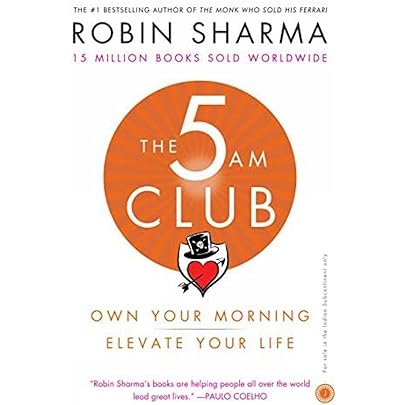 THE #1 BESTSELLING AUTHOR OF THE MONK WHO SOLD HIS FERRARI
ROBIN SHARMA
15 MILLION BOOKS SOLD WORLDWIDE
THE 5 AM
CLUB
OWN YOUR MORNING
ELEVATE YOUR LIFE
For sale in the Indian Subcontinent only
"Robin Sharma's books are helping people all over the world
lead great lives." —PAULO COELHO